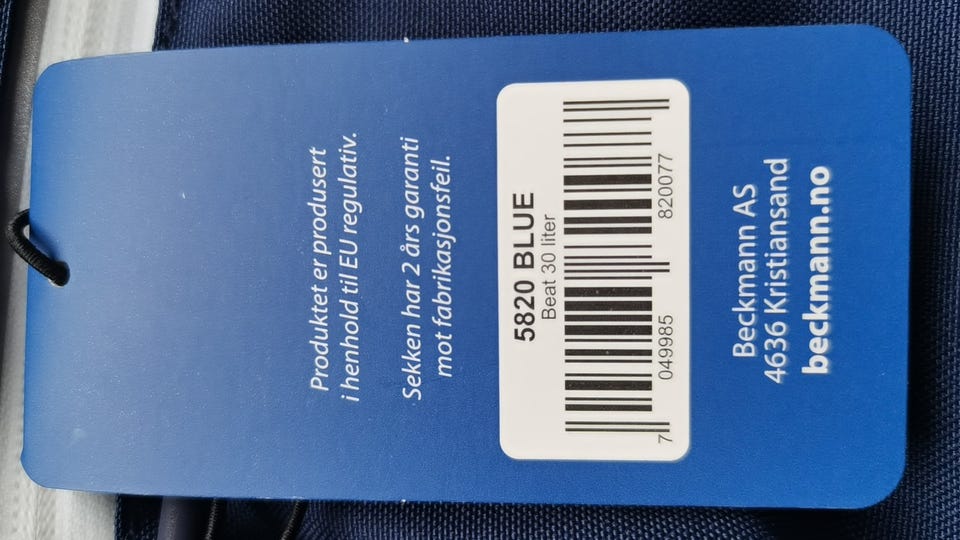 Produktet er produsert
i henhold til EU regulativ.
Sekken har 2 års garanti
mot fabrikasjonsfeil.
5820 BLUE
Beat 30 liter
7 049985 820077
Beckmann AS
4636 Kristiansand
beckmann.no